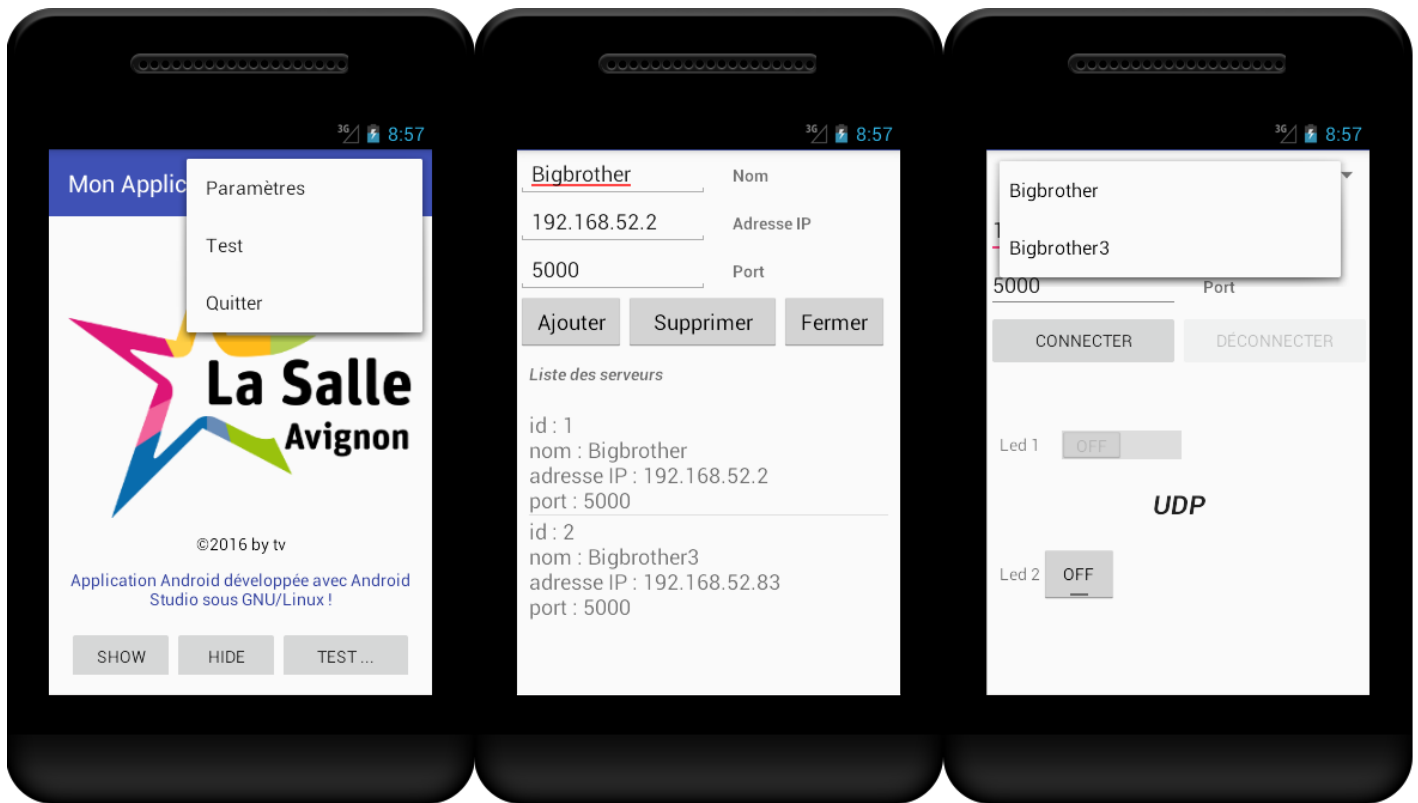 3G 8:57
Mon Applic
Paramètres
Test
Quitter
La Salle
Avignon
©2016 by tv
Application Android développée avec Android
Studio sous GNU/Linux !
SHOW HIDE TEST ...
3G 8:57
Bigbrother Nom
192.168.52.2 Adresse IP
5000 Port
Ajouter Supprimer Fermer
Liste des serveurs
id : 1
nom : Bigbrother
adresse IP : 192.168.52.2
port : 5000
id : 2
nom : Bigbrother3
adresse IP : 192.168.52.83
port : 5000
3G 8:57
Bigbrother
Bigbrother3
5000 Port
CONNECTER DÉCONNECTER
Led 1 OFF
UDP
Led 2 OFF